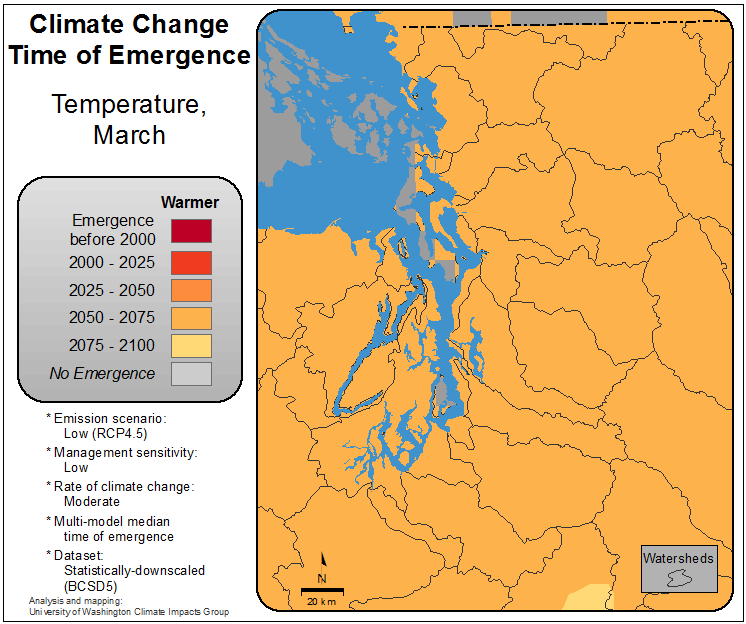 Climate Change
Time of Emergence
Temperature,
March
Warmer
Emergence
before 2000
2000 - 2025
2025 - 2050
2050 - 2075
2075 - 2100
No Emergence
* Emission scenario:
Low (RCP4.5)
* Management sensitivity:
Low
* Rate of climate change:
Moderate
* Multi-model median
time of emergence
* Dataset:
Statistically-downscaled
(BCSD5)
Analysis and mapping:
University of Washington Climate Impacts Group
N
20 km
Watersheds